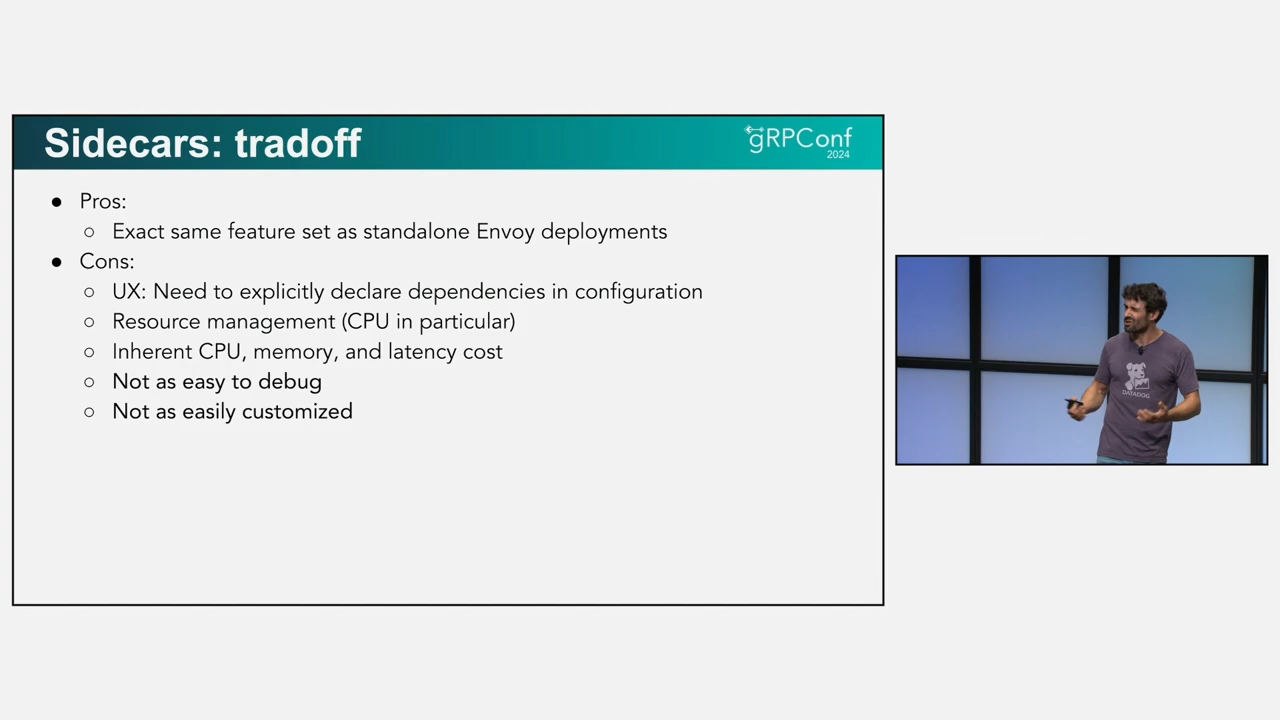 Sidecars: tradoff
gRPConf
2024
● Pros:
○ Exact same feature set as standalone Envoy deployments
● Cons:
○ UX: Need to explicitly declare dependencies in configuration
○ Resource management (CPU in particular)
○ Inherent CPU, memory, and latency cost
○ Not as easy to debug
○ Not as easily customized
DATADOG